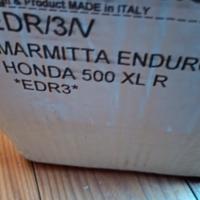 & Product MADE in ITALY
EDR/3/V
MARMITTA ENDURO
HONDA 500 XL R
*EDR3*